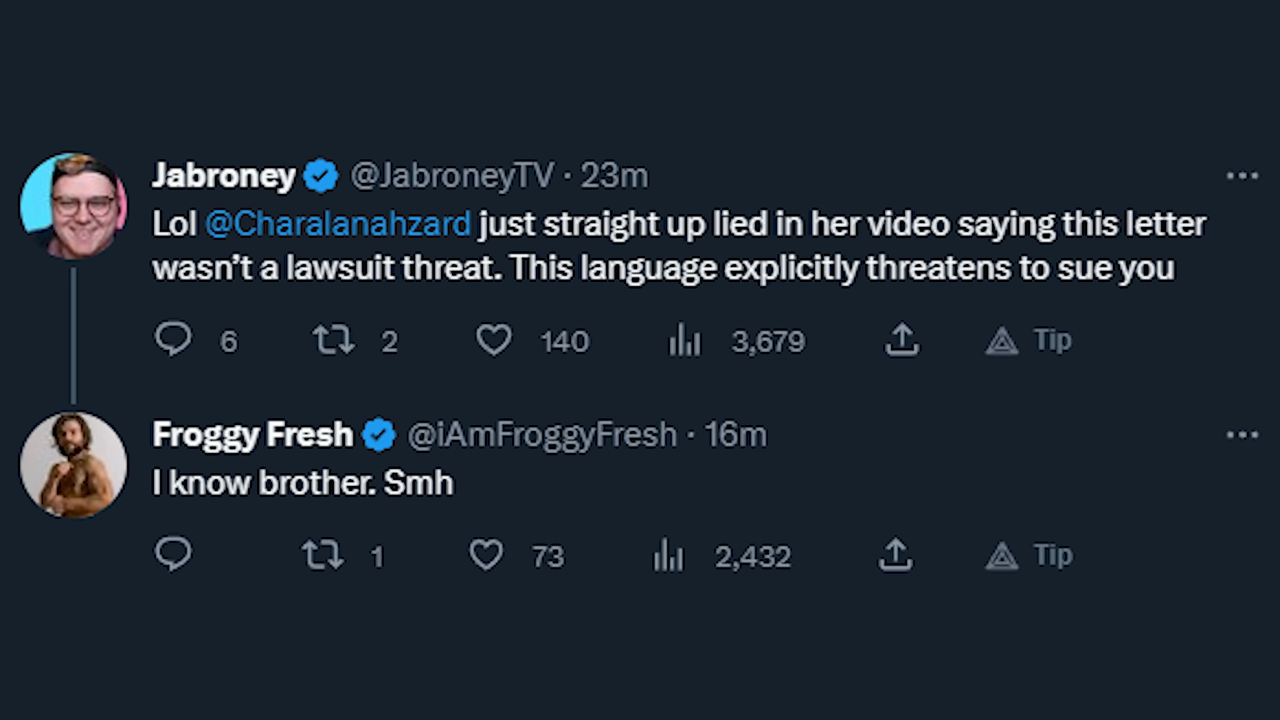 Jabroney @JabroneyTV · 23m
Lol @Charalanahzard just straight up lied in her video saying this letter
wasn't a lawsuit threat. This language explicitly threatens to sue you
6 2 140 3,679 Tip
Froggy Fresh @iAmFroggyFresh · 16m
I know brother. Smh
1 73 2,432 Tip